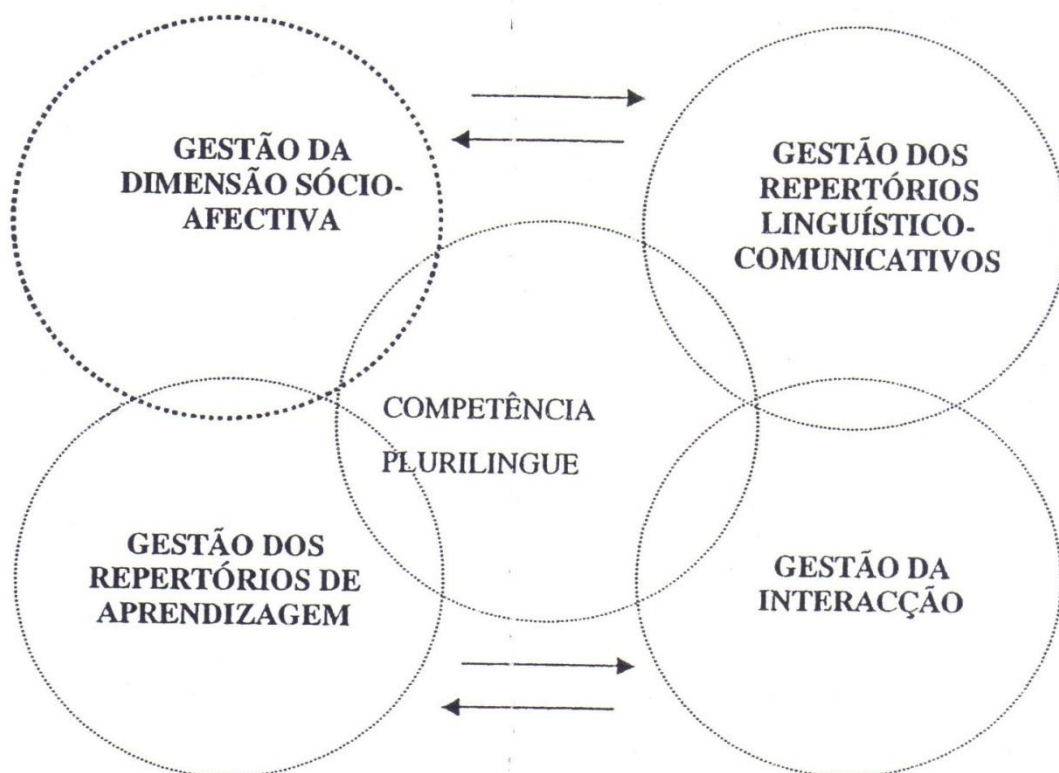 GESTÃO DA
DIMENSÃO SÓCIO-
AFECTIVA
GESTÃO DOS
REPERTÓRIOS
LINGUÍSTICO-
COMUNICATIVOS
COMPETÊNCIA
PLURILINGUE
GESTÃO DOS
REPERTÓRIOS DE
APRENDIZAGEM
GESTÃO DA
INTERACÇÃO